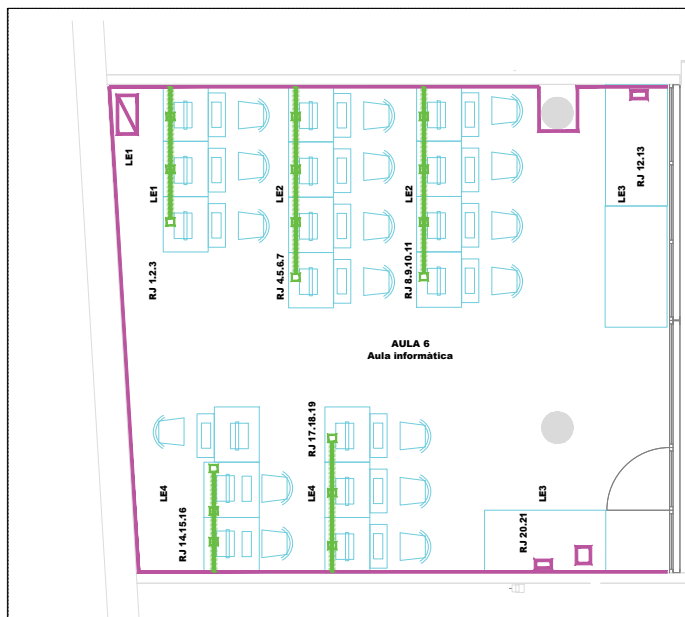 LE1
LE1
RJ 1.2.3
LE2
RJ 4.5.6.7
LE2
RJ 8.9.10.11
LE3
RJ 12.13
AULA 6
Aula informàtica
LE4
RJ 14.15.16
LE4
RJ 17.18.19
LE3
RJ 20.21